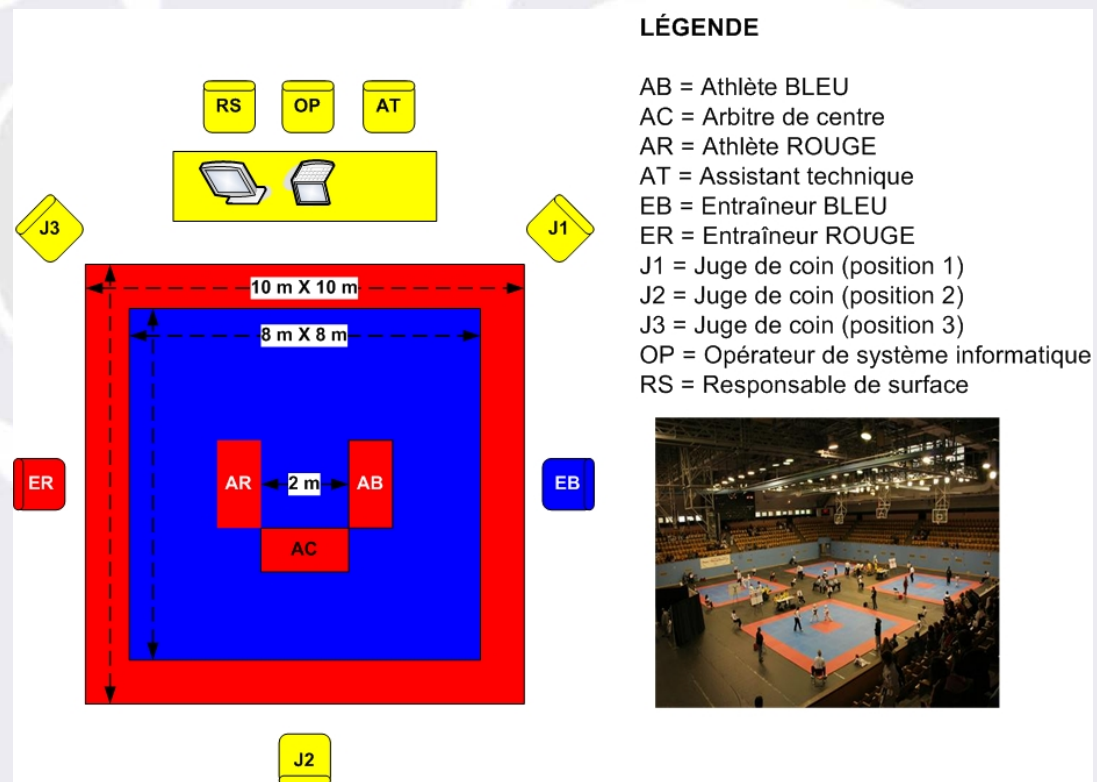 RS OP AT
J3 J1
10 m X 10 m
8 m X 8 m
ER AR 2 m AB EB
AC
J2
LÉGENDE
AB = Athlète BLEU
AC = Arbitre de centre
AR = Athlète ROUGE
AT = Assistant technique
EB = Entraîneur BLEU
ER = Entraîneur ROUGE
J1 = Juge de coin (position 1)
J2 = Juge de coin (position 2)
J3 = Juge de coin (position 3)
OP = Opérateur de système informatique
RS = Responsable de surface